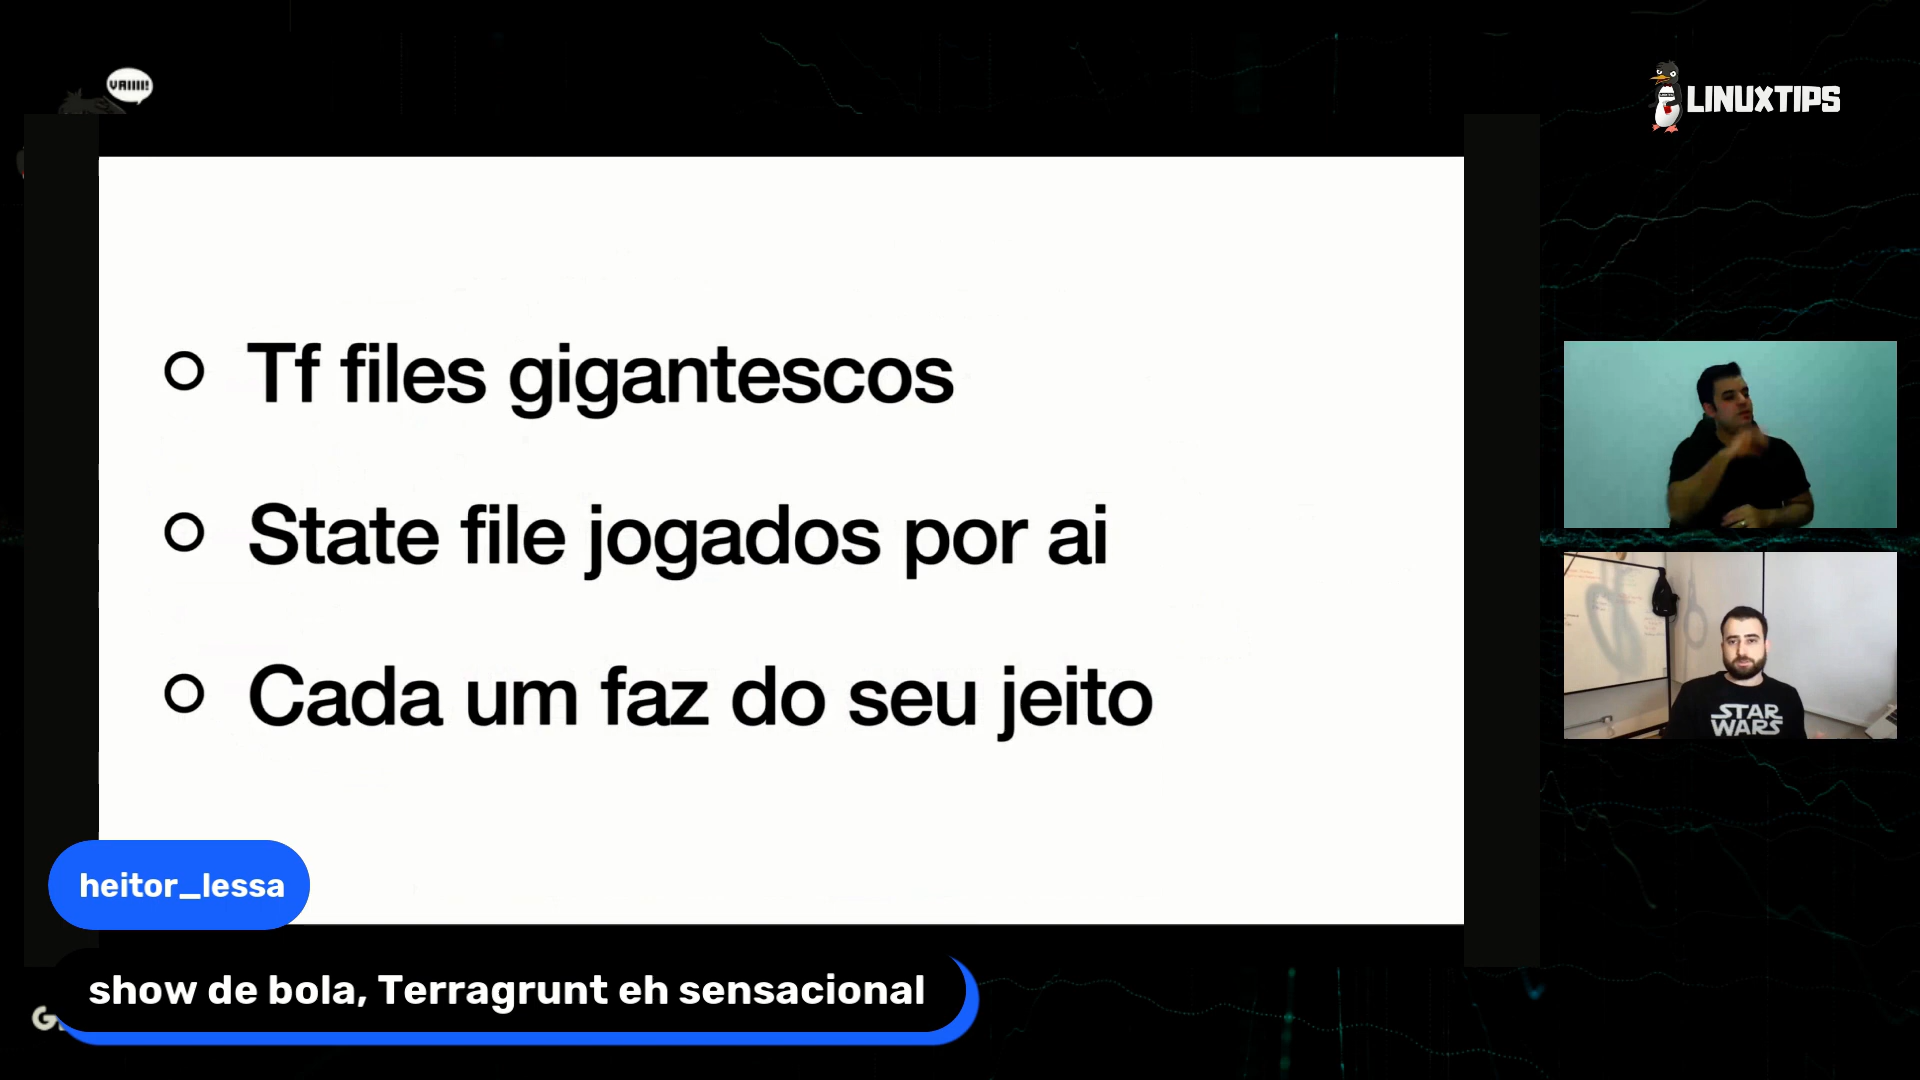 VAIIII!
LINUXTIPS
Tf files gigantescos
State file jogados por ai
Cada um faz do seu jeito
STAR
WARS
heitor_lessa
show de bola, Terragrunt eh sensacional